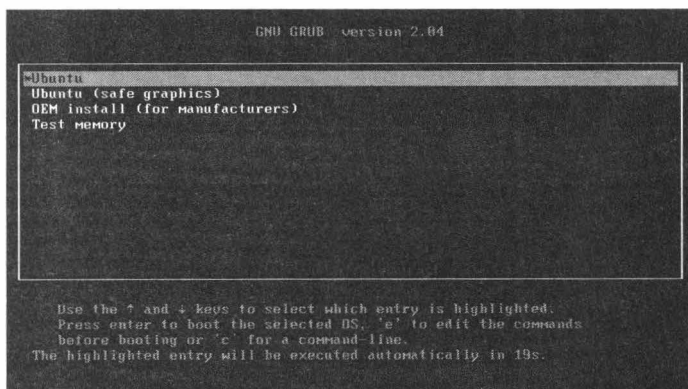 GNU GRUB version 2.04
*Ubuntu
Ubuntu (safe graphics)
OEM install (for manufacturers)
Test memory
Use the ↑ and ↓ keys to select which entry is highlighted.
Press enter to boot the selected OS, 'e' to edit the commands
before booting or 'c' for a command-line.
The highlighted entry will be executed automatically in 19s.